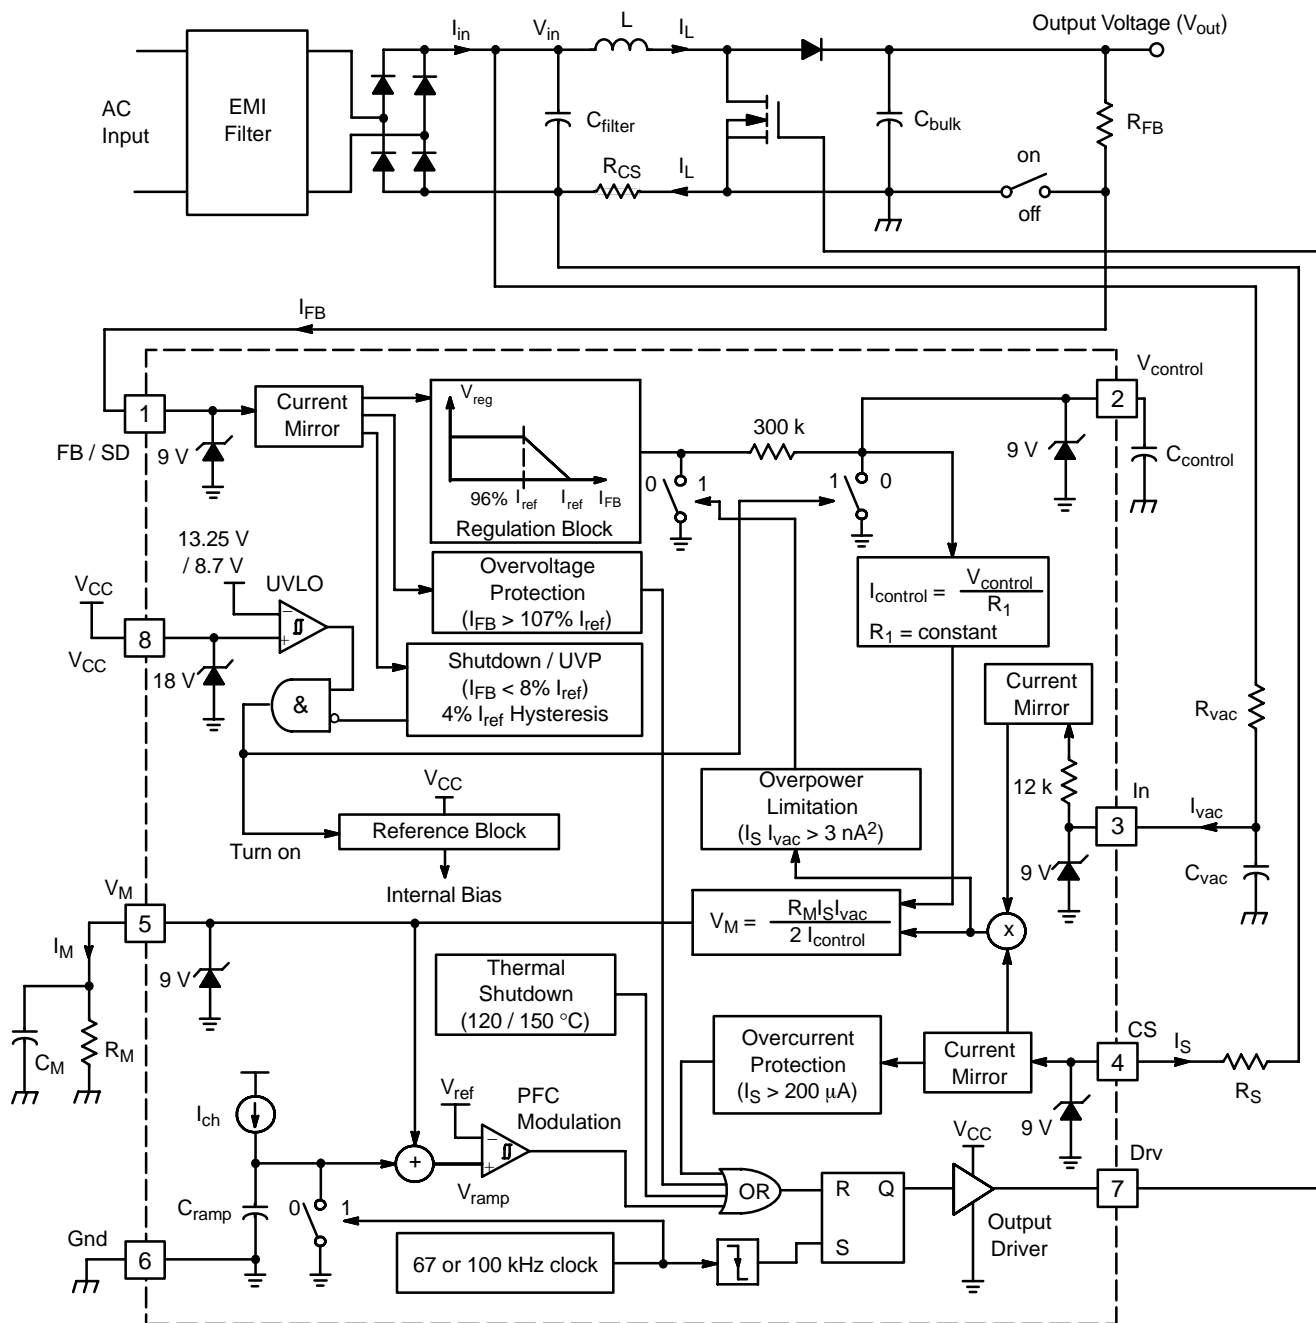 Output Voltage (Vout)
Iin
Vin
L
IL
AC
Input
EMI
Filter
Cfilter
Cbulk
RFB
RCS
IL
on
off
IFB
Vcontrol
1
FB / SD
9 V
Current
Mirror
Vreg
96% Iref
Iref
IFB
Regulation Block
300 k
0
1
1
0
9 V
2
Ccontrol
13.25 V
/ 8.7 V
UVLO
−
+
VCC
8
VCC
18 V
&
Overvoltage
Protection
(IFB > 107% Iref)
Shutdown / UVP
(IFB < 8% Iref)
4% Iref Hysteresis
Icontrol = Vcontrol / R1
R1 = constant
Current
Mirror
Rvac
12 k
In
3
Ivac
9 V
Cvac
Overpower
Limitation
(IS Ivac > 3 nA2)
VCC
Reference Block
Turn on
Internal Bias
VM
5
IM
9 V
CM
RM
VM = RMISIvac / 2 Icontrol
x
Thermal
Shutdown
(120 / 150 °C)
Overcurrent
Protection
(IS > 200 μA)
Current
Mirror
CS
4
IS
RS
9 V
Ich
Vref
PFC
Modulation
−
+
+
Vramp
Cramp
0
1
Gnd
6
67 or 100 kHz clock
OR
R
Q
S
VCC
Output
Driver
Drv
7